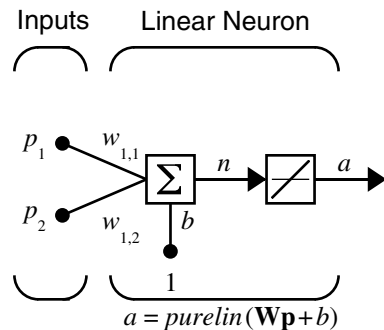 Inputs Linear Neuron
p1 w1,1 n a
Σ
p2 w1,2 b
1
a = purelin(Wp+b)